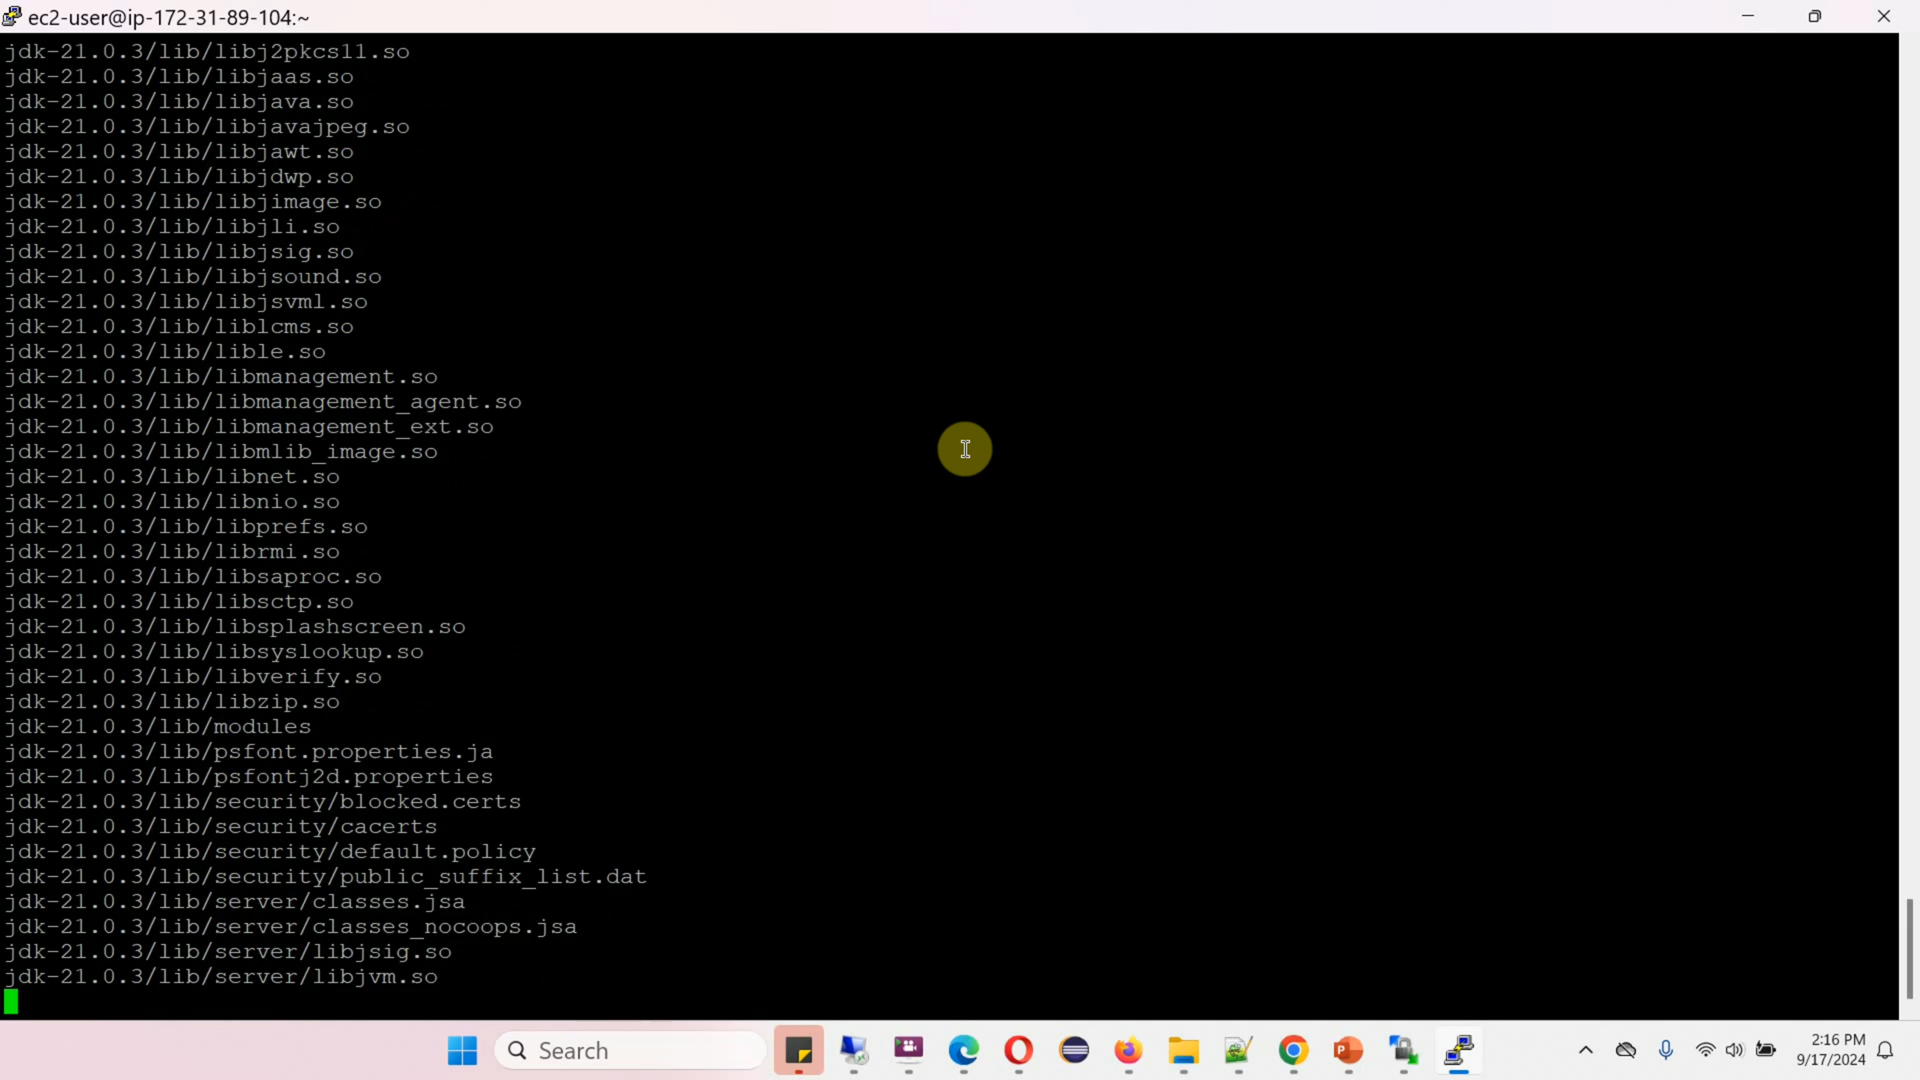 ec2-user@ip-172-31-89-104:~
jdk-21.0.3/lib/libj2pkcs11.so
jdk-21.0.3/lib/libjaas.so
jdk-21.0.3/lib/libjava.so
jdk-21.0.3/lib/libjavajpeg.so
jdk-21.0.3/lib/libjawt.so
jdk-21.0.3/lib/libjdwp.so
jdk-21.0.3/lib/libjimage.so
jdk-21.0.3/lib/libjli.so
jdk-21.0.3/lib/libjsig.so
jdk-21.0.3/lib/libjsound.so
jdk-21.0.3/lib/libjsvml.so
jdk-21.0.3/lib/liblcms.so
jdk-21.0.3/lib/lible.so
jdk-21.0.3/lib/libmanagement.so
jdk-21.0.3/lib/libmanagement_agent.so
jdk-21.0.3/lib/libmanagement_ext.so
jdk-21.0.3/lib/libmlib_image.so
jdk-21.0.3/lib/libnet.so
jdk-21.0.3/lib/libnio.so
jdk-21.0.3/lib/libprefs.so
jdk-21.0.3/lib/librmi.so
jdk-21.0.3/lib/libsaproc.so
jdk-21.0.3/lib/libsctp.so
jdk-21.0.3/lib/libsplashscreen.so
jdk-21.0.3/lib/libsyslookup.so
jdk-21.0.3/lib/libverify.so
jdk-21.0.3/lib/libzip.so
jdk-21.0.3/lib/modules
jdk-21.0.3/lib/psfont.properties.ja
jdk-21.0.3/lib/psfontj2d.properties
jdk-21.0.3/lib/security/blocked.certs
jdk-21.0.3/lib/security/cacerts
jdk-21.0.3/lib/security/default.policy
jdk-21.0.3/lib/security/public_suffix_list.dat
jdk-21.0.3/lib/server/classes.jsa
jdk-21.0.3/lib/server/classes_nocoops.jsa
jdk-21.0.3/lib/server/libjsig.so
jdk-21.0.3/lib/server/libjvm.so
Search
2:16 PM
9/17/2024